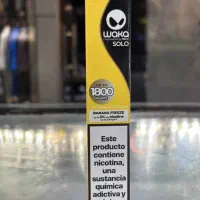 waka
SOLO
1800
BANANA FREEZE
Este
producto
contiene
nicotina,
una
sustancia
química
adictiva y